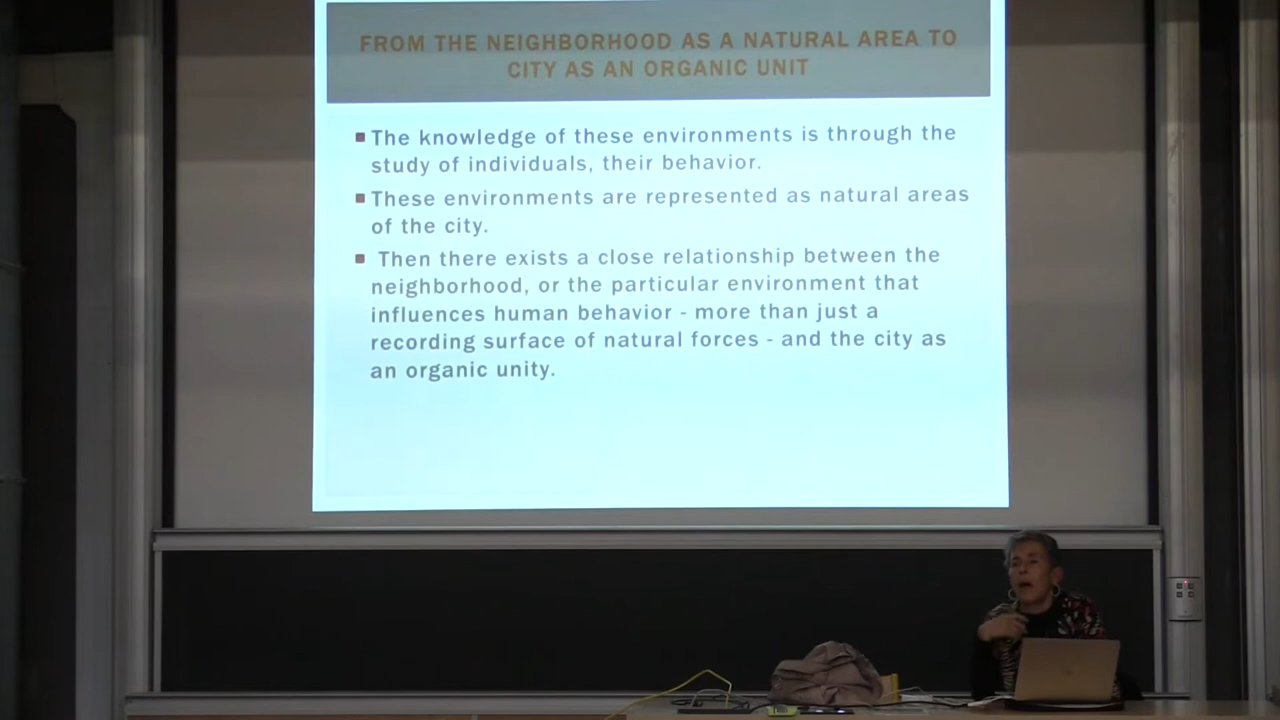 FROM THE NEIGHBORHOOD AS A NATURAL AREA TO
CITY AS AN ORGANIC UNIT
The knowledge of these environments is through the
study of individuals, their behavior.
These environments are represented as natural areas
of the city.
Then there exists a close relationship between the
neighborhood, or the particular environment that
influences human behavior - more than just a
recording surface of natural forces - and the city as
an organic unity.